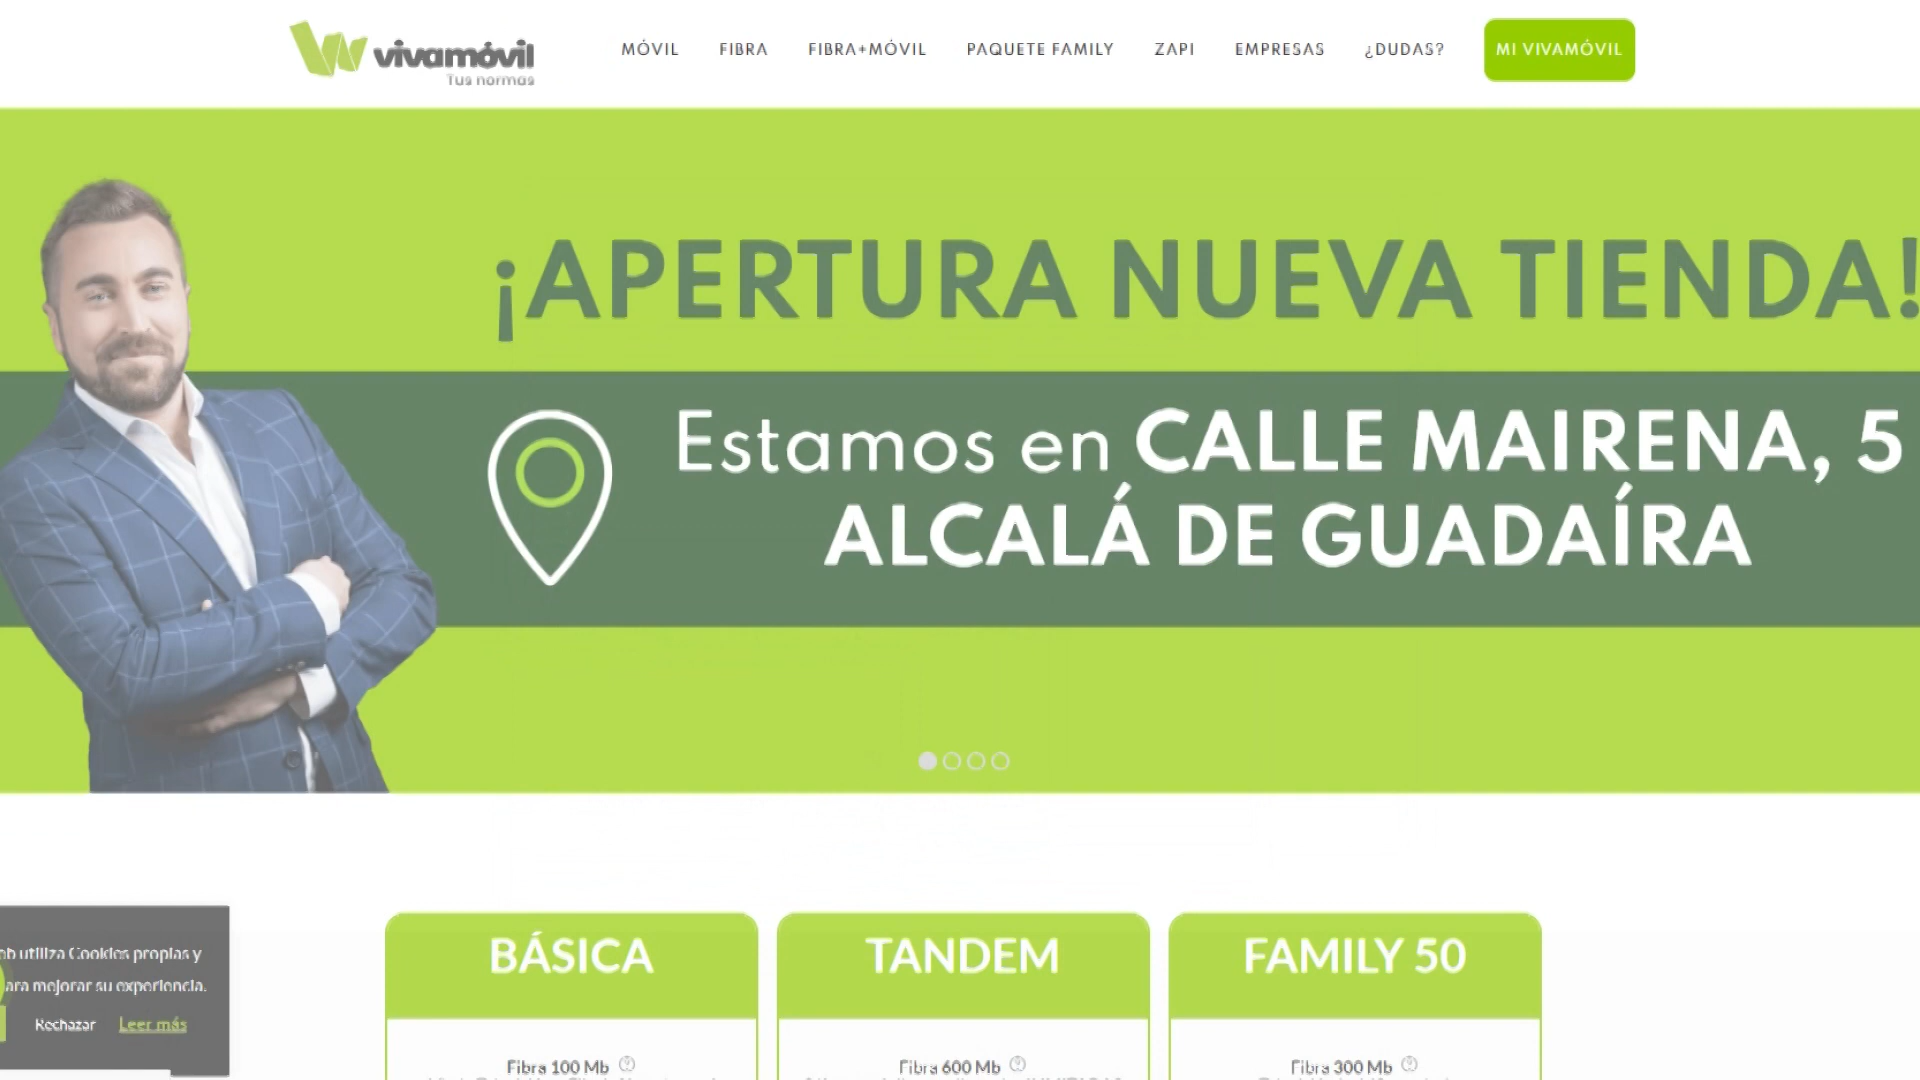 vivamóvil
Tus normas
MÓVIL FIBRA FIBRA+MÓVIL PAQUETE FAMILY ZAPI EMPRESAS ¿DUDAS? MI VIVAMÓVIL
¡APERTURA NUEVA TIENDA!
Estamos en CALLE MAIRENA, 5
ALCALÁ DE GUADAÍRA
BÁSICA TANDEM FAMILY 50
utiliza Cookies propias y
mejorar su experiencia.
Rechazar Leer más
Fibra 100 Mb Fibra 600 Mb Fibra 300 Mb